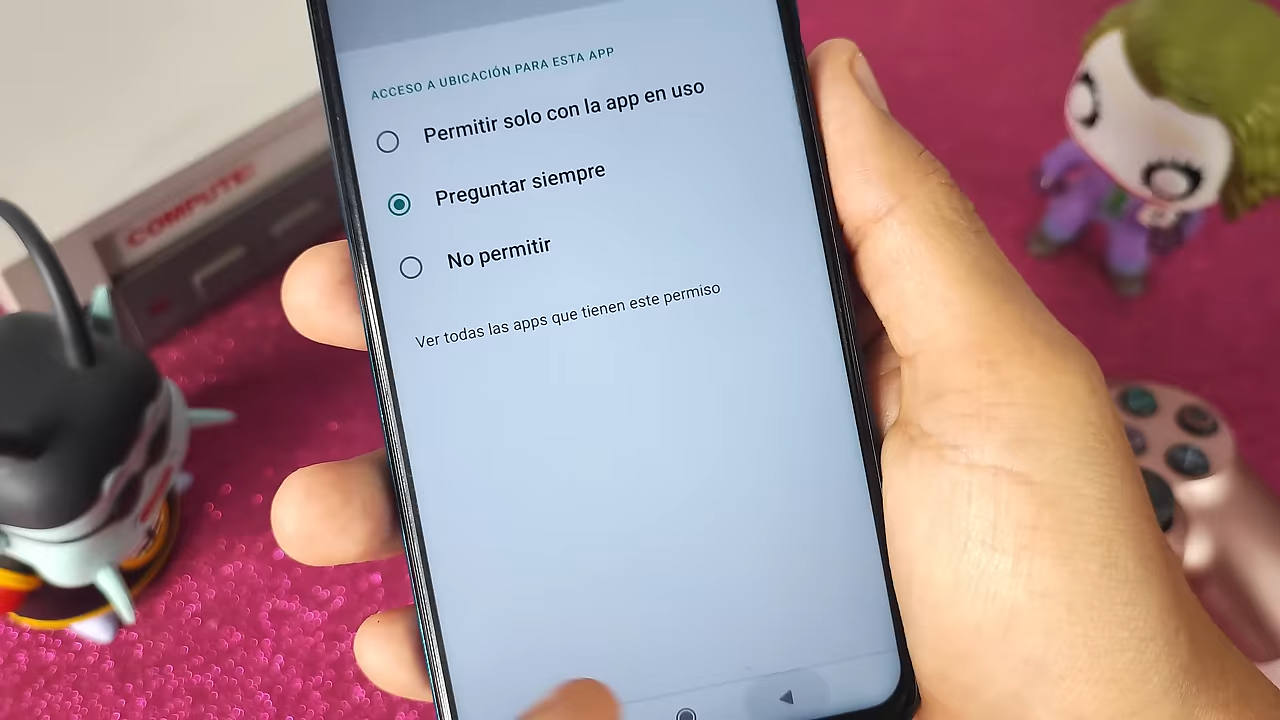 ACCESO A UBICACIÓN PARA ESTA APP
Permitir solo con la app en uso
Preguntar siempre
No permitir
Ver todas las apps que tienen este permiso
COMPUTE